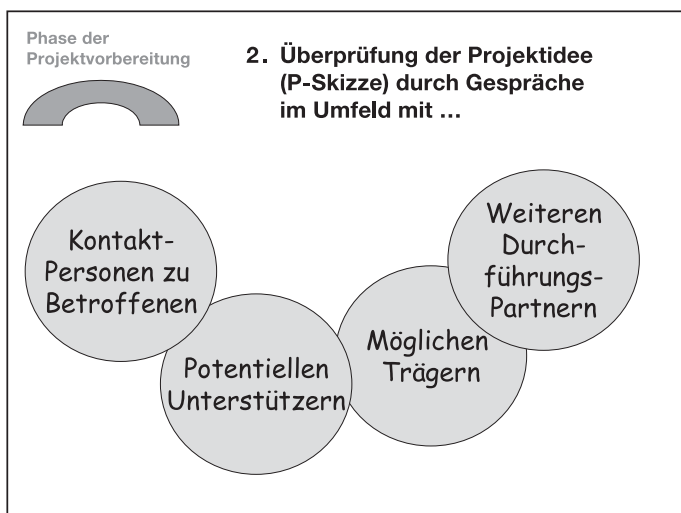 Phase der
Projektvorbereitung
2. Überprüfung der Projektidee
(P-Skizze) durch Gespräche
im Umfeld mit ...
Kontakt-
Personen zu
Betroffenen
Potentiellen
Unterstützern
Möglichen
Trägern
Weiteren
Durch-
führungs-
Partnern